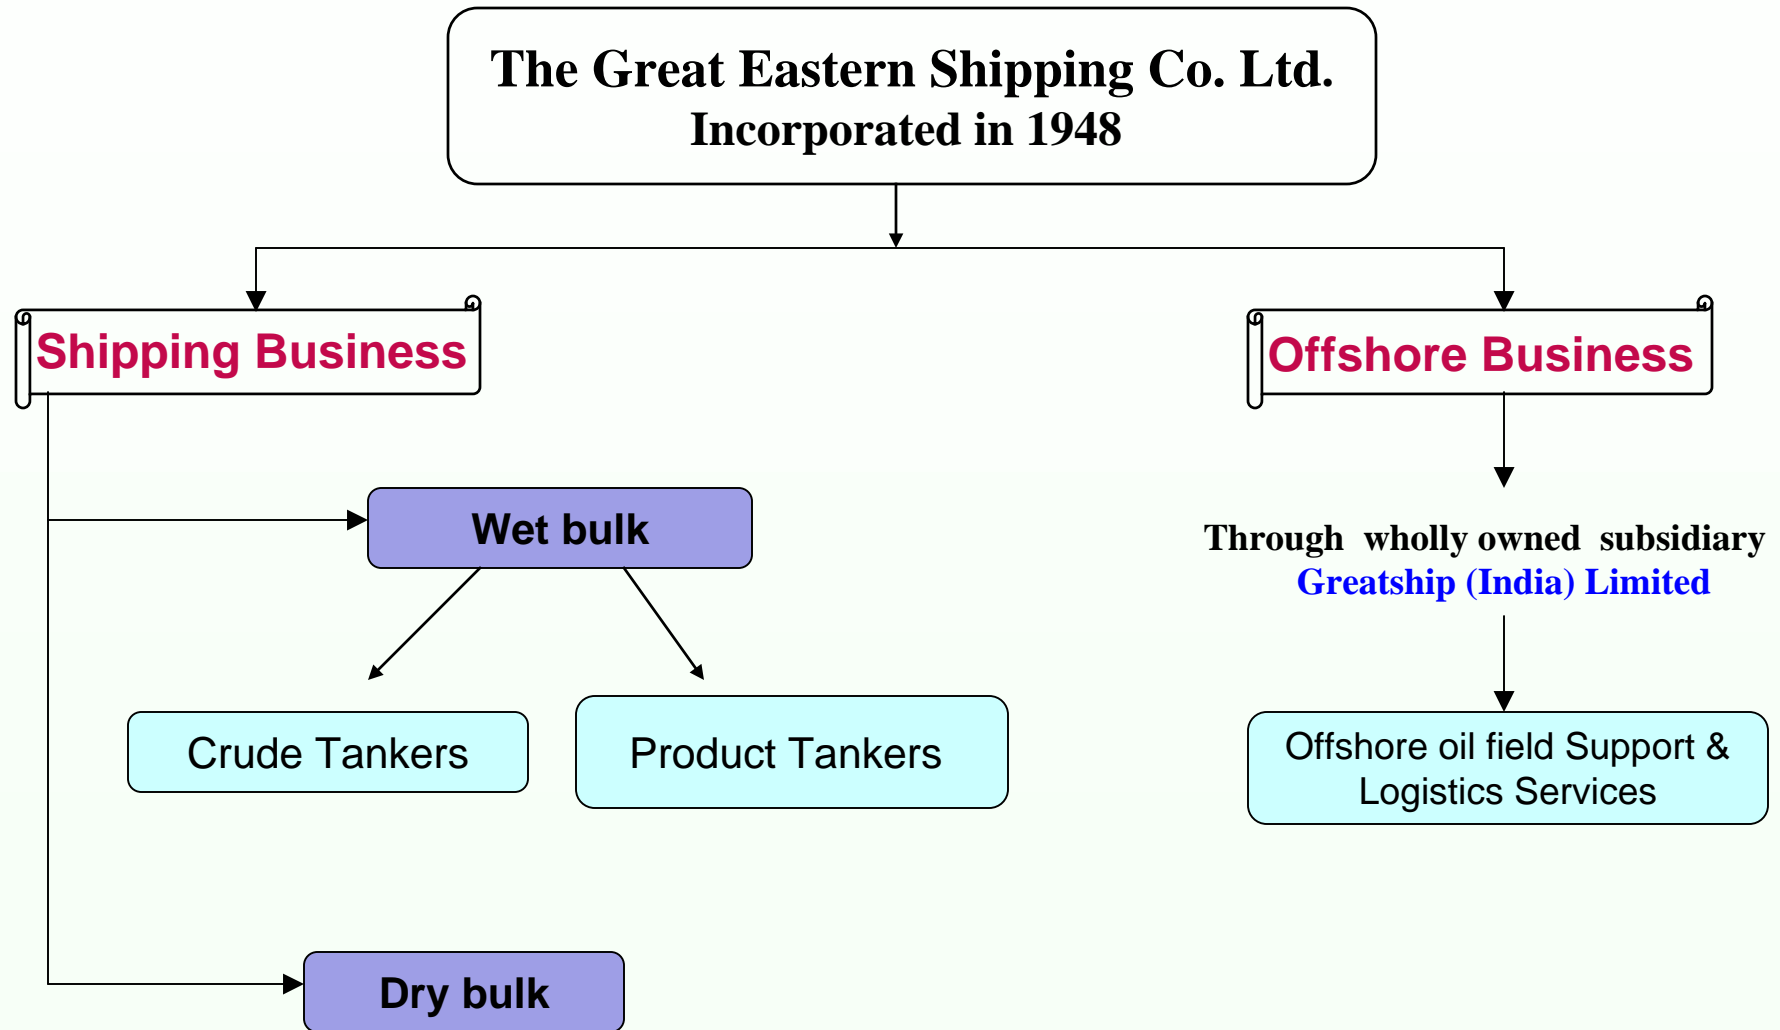 The Great Eastern Shipping Co. Ltd.
Incorporated in 1948
Shipping Business
Offshore Business
Wet bulk
Through wholly owned subsidiary
Greatship (India) Limited
Crude Tankers
Product Tankers
Offshore oil field Support &
Logistics Services
Dry bulk